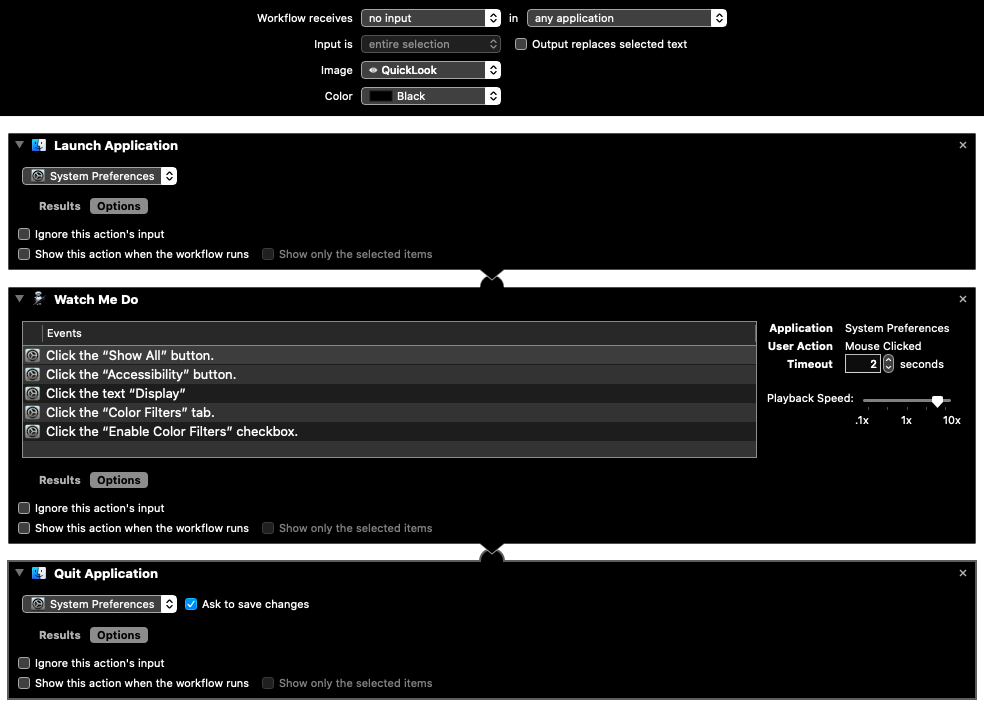 Workflow receives no input in any application
Input is entire selection Output replaces selected text
Image QuickLook
Color Black
Launch Application
System Preferences
Results Options
Ignore this action's input
Show this action when the workflow runs Show only the selected items
Watch Me Do
Events
Click the “Show All” button.
Click the “Accessibility” button.
Click the text “Display”
Click the “Color Filters” tab.
Click the “Enable Color Filters” checkbox.
Application System Preferences
User Action Mouse Clicked
Timeout 2 seconds
Playback Speed:
.1x 1x 10x
Results Options
Ignore this action's input
Show this action when the workflow runs Show only the selected items
Quit Application
System Preferences Ask to save changes
Results Options
Ignore this action's input
Show this action when the workflow runs Show only the selected items